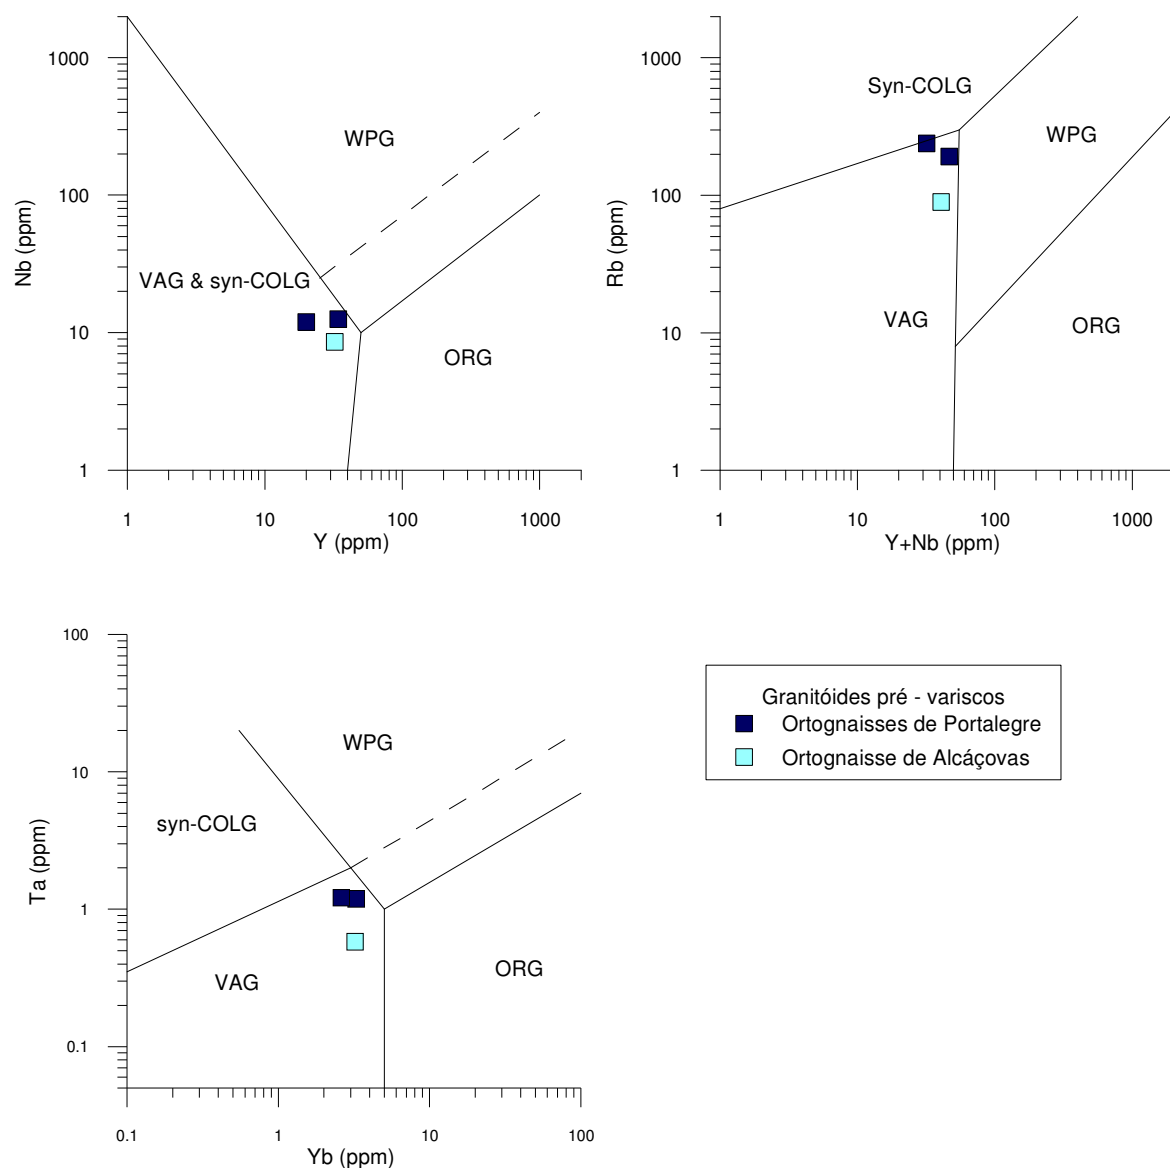 1000
100
10
1
Nb (ppm)
WPG
VAG & syn-COLG
ORG
1 10 100 1000
Y (ppm)
1000
100
10
1
Rb (ppm)
Syn-COLG
WPG
VAG
ORG
1 10 100 1000
Y+Nb (ppm)
100
10
1
0.1
Ta (ppm)
WPG
syn-COLG
VAG
ORG
0.1 1 10 100
Yb (ppm)
Granitóides pré - variscos
Ortognaisses de Portalegre
Ortognaisse de Alcáçovas